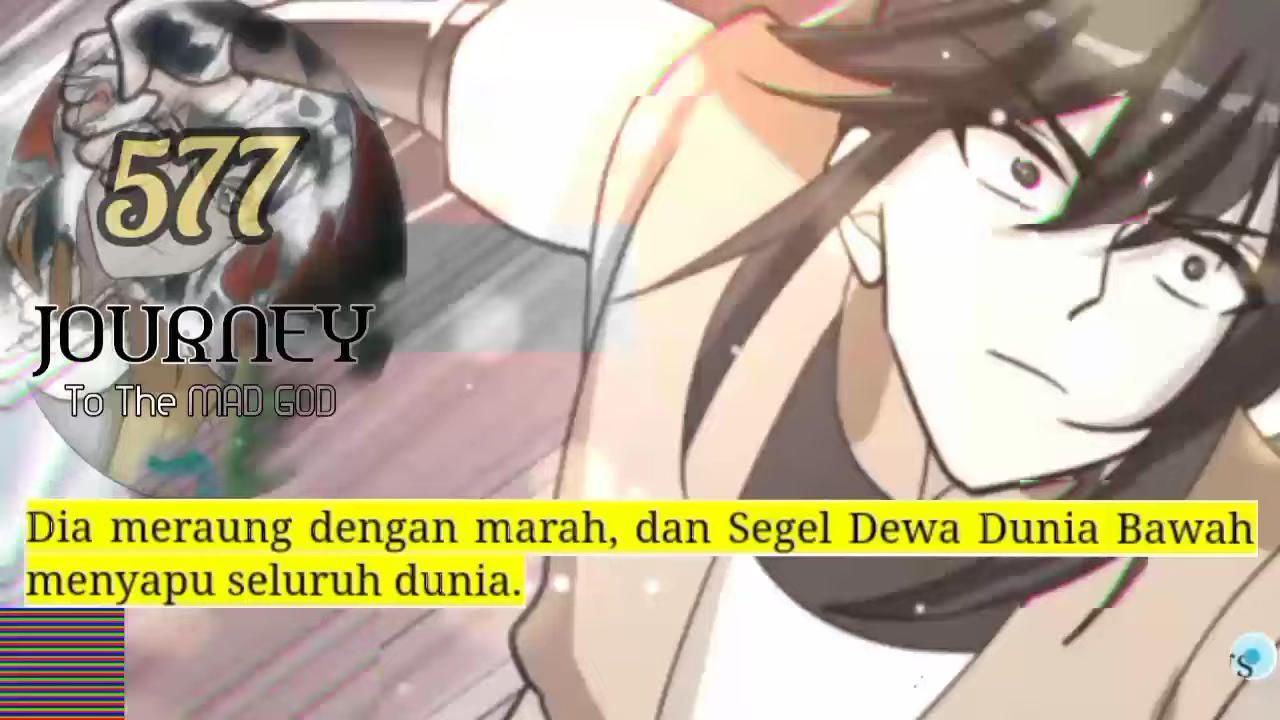 577
JOURNEY
To The MAD GOD
Dia meraung dengan marah, dan Segel Dewa Dunia Bawah
menyapu seluruh dunia.